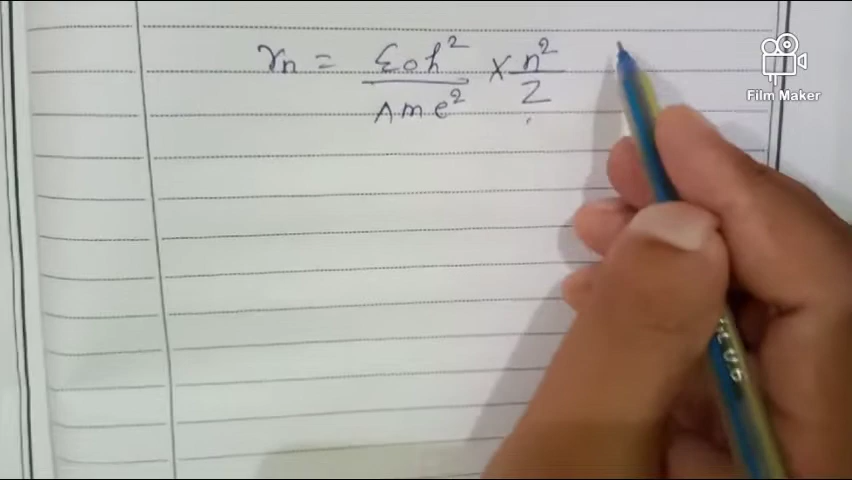 rn = ε0h² / πme² × n² / Z
Film Maker